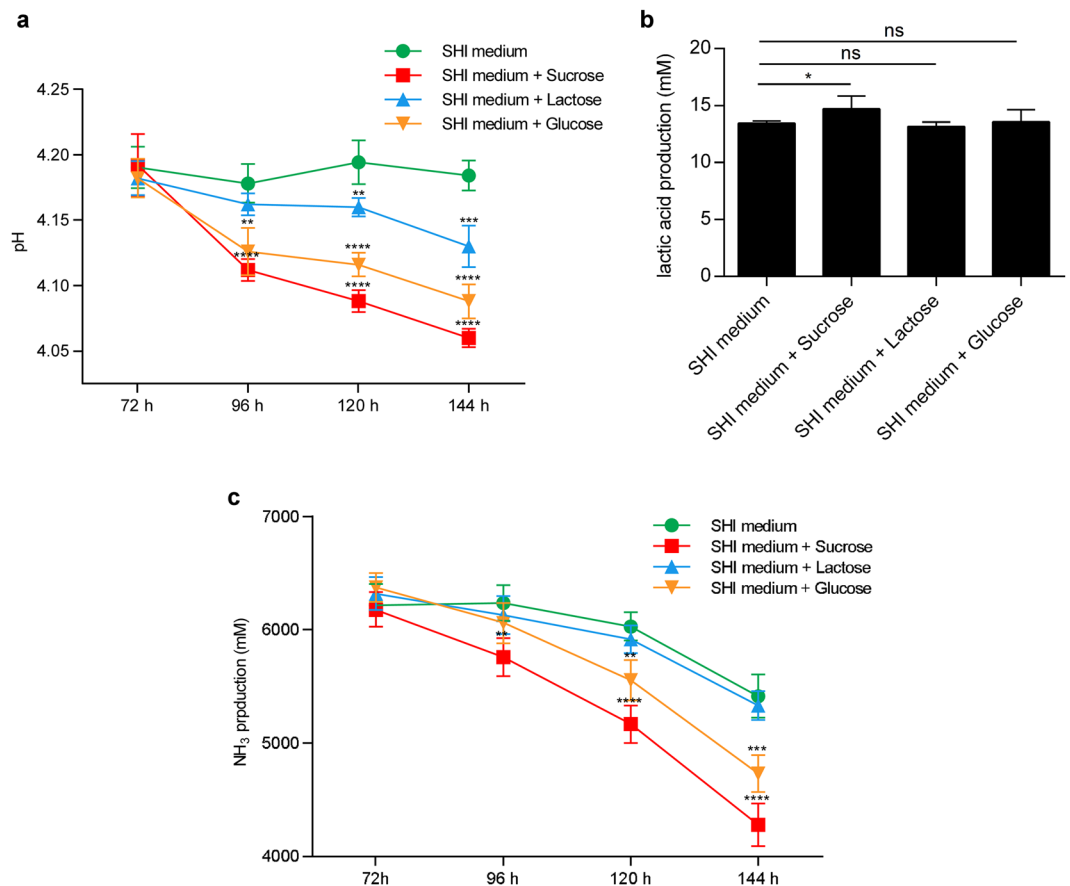 a
SHI medium
SHI medium + Sucrose
SHI medium + Lactose
SHI medium + Glucose
4.25
4.20
4.15
4.10
4.05
pH
**
***
**
****
****
****
****
****
72 h
96 h
120 h
144 h
b
ns
ns
*
20
15
10
5
0
lactic acid production (mM)
SHI medium
SHI medium + Sucrose
SHI medium + Lactose
SHI medium + Glucose
c
SHI medium
SHI medium + Sucrose
SHI medium + Lactose
SHI medium + Glucose
7000
6000
5000
4000
NH₃ prpduction (mM)
**
**
****
***
****
72h
96 h
120 h
144 h